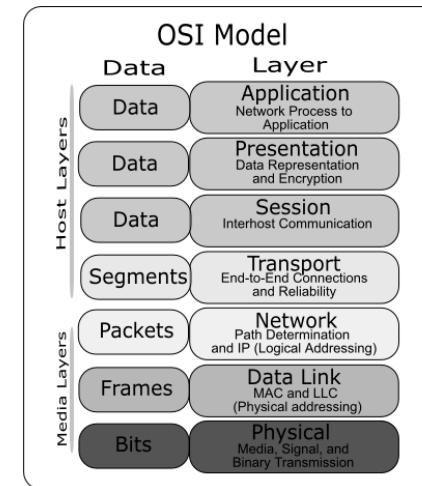 OSI Model
Data Layer
Host Layers
Data
Application
Network Process to
Application
Data
Presentation
Data Representation
and Encryption
Data
Session
Interhost Communication
Segments
Transport
End-to-End Connections
and Reliability
Media Layers
Packets
Network
Path Determination
and IP (Logical Addressing)
Frames
Data Link
MAC and LLC
(Physical addressing)
Bits
Physical
Media, Signal, and
Binary Transmission